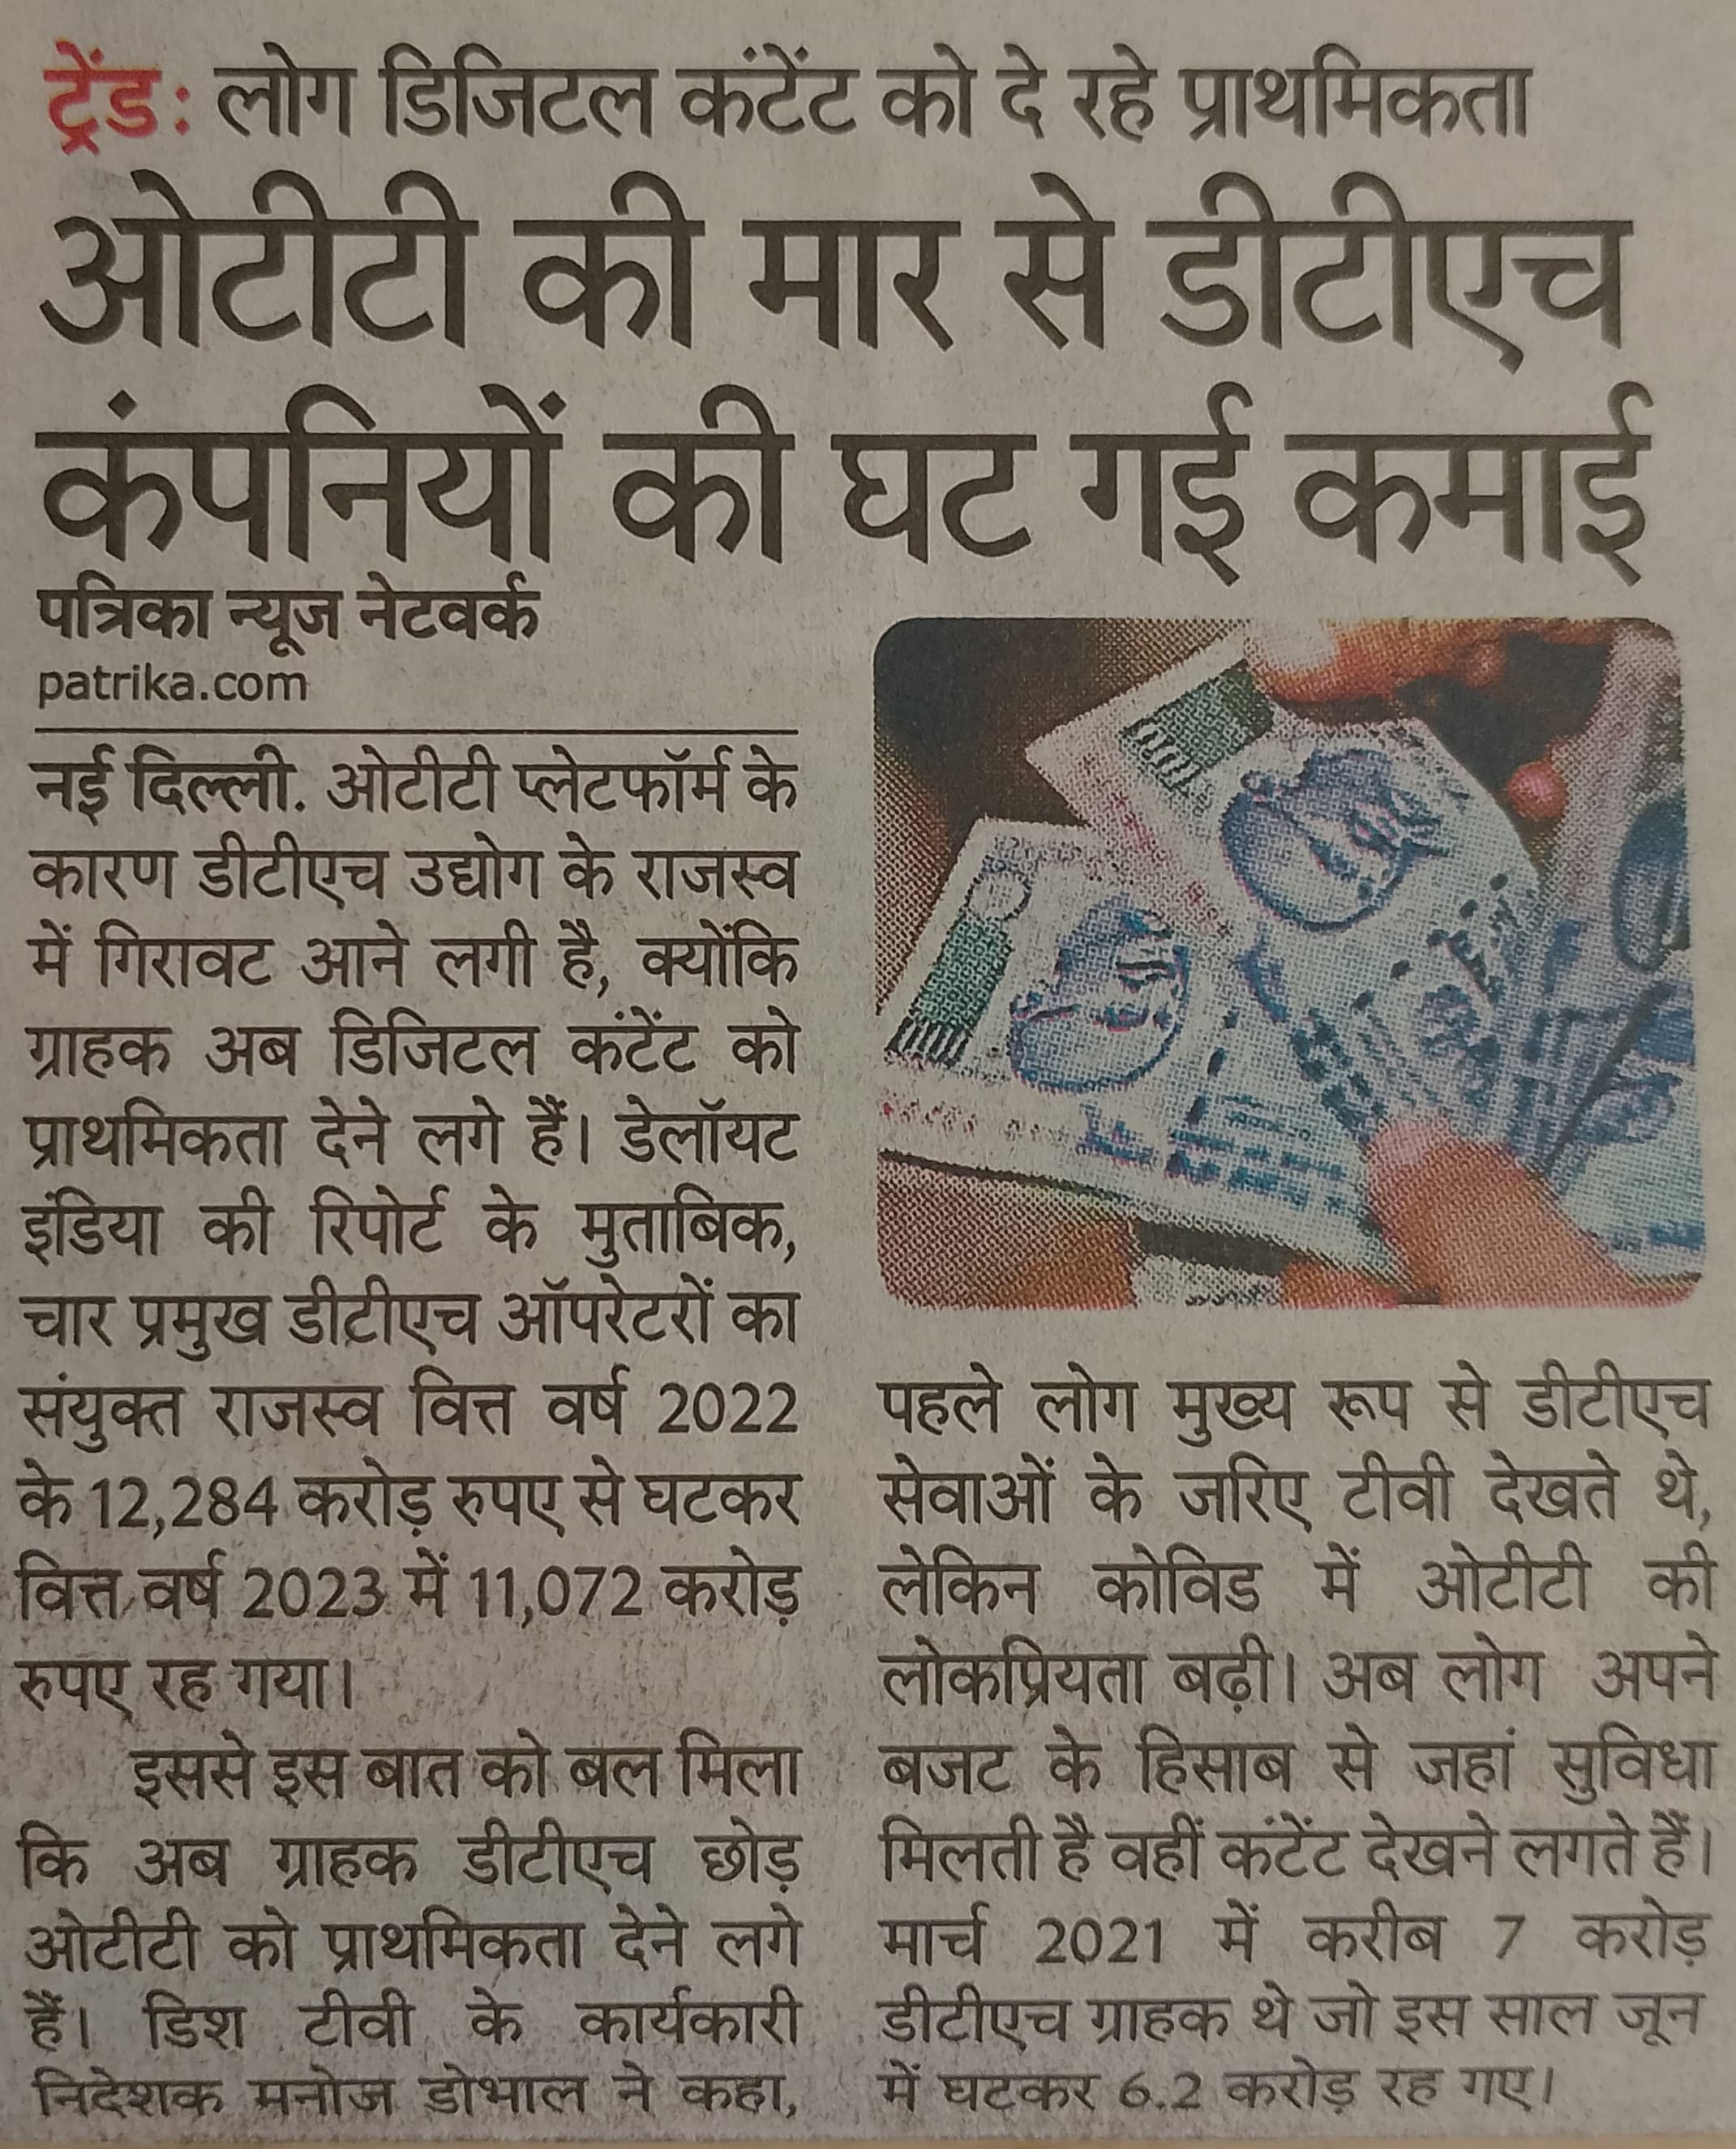 ट्रेंड: लोग डिजिटल कंटेंट को दे रहे प्राथमिकता
ओटीटी की मार से डीटीएच
कंपनियों की घट गई कमाई
पत्रिका न्यूज नेटवर्क
patrika.com
नई दिल्ली. ओटीटी प्लेटफॉर्म के
कारण डीटीएच उद्योग के राजस्व
में गिरावट आने लगी है, क्योंकि
ग्राहक अब डिजिटल कंटेंट को
प्राथमिकता देने लगे हैं। डेलॉयट
इंडिया की रिपोर्ट के मुताबिक,
चार प्रमुख डीटीएच ऑपरेटरों का
संयुक्त राजस्व वित्त वर्ष 2022
के 12,284 करोड़ रुपए से घटकर
वित्त वर्ष 2023 में 11,072 करोड़
रुपए रह गया।
इससे इस बात को बल मिला
कि अब ग्राहक डीटीएच छोड़
ओटीटी को प्राथमिकता देने लगे
हैं। डिश टीवी के कार्यकारी
निदेशक मनोज डोभाल ने कहा,
पहले लोग मुख्य रूप से डीटीएच
सेवाओं के जरिए टीवी देखते थे,
लेकिन कोविड में ओटीटी की
लोकप्रियता बढ़ी। अब लोग अपने
बजट के हिसाब से जहां सुविधा
मिलती है वहीं कंटेंट देखने लगते हैं।
मार्च 2021 में करीब 7 करोड़
डीटीएच ग्राहक थे जो इस साल जून
में घटकर 6.2 करोड़ रह गए।